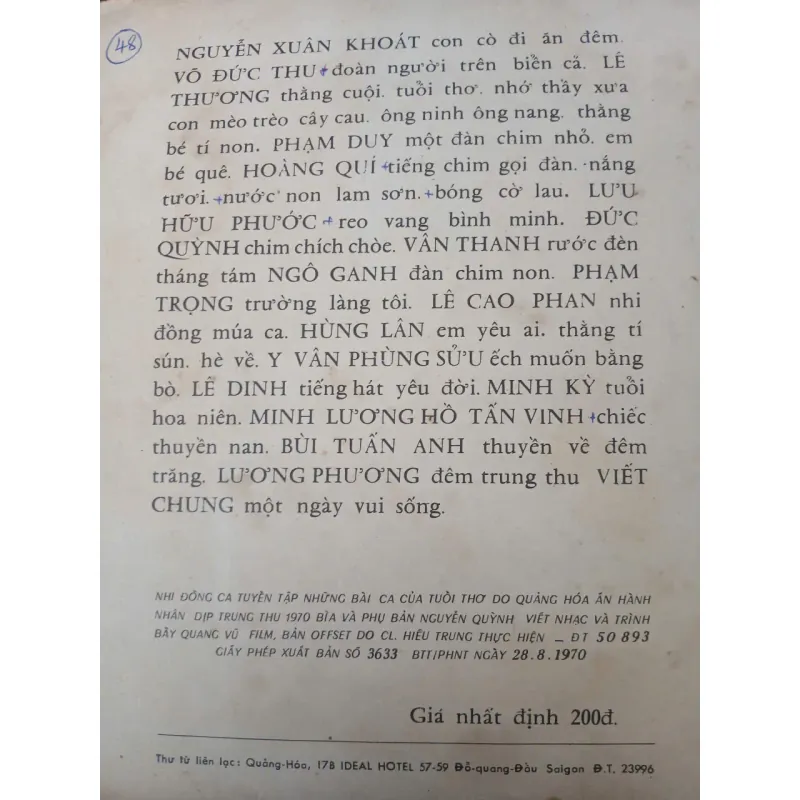 48
NGUYỄN XUÂN KHOÁT con cò đi ăn đêm.
VÕ ĐỨC THU + đoàn người trên biển cả. LÊ
THƯƠNG thằng cuội. tuổi thơ. nhớ thầy xưa
con mèo trèo cây cau. ông ninh ông nang. thằng
bé tí non. PHẠM DUY một đàn chim nhỏ. em
bé quê. HOÀNG QUÍ + tiếng chim gọi đàn. nắng
tươi. + nước non lam sơn. + bóng cờ lau. LƯU
HỮU PHƯỚC + reo vang bình minh. ĐỨC
QUỲNH chim chích chòe. VÂN THANH rước đèn
tháng tám NGÔ GANH đàn chim non. PHẠM
TRỌNG trường làng tôi. LÊ CAO PHAN nhi
đồng múa ca. HÙNG LÂN em yêu ai. thằng tí
sún. hè về. Y VÂN PHÙNG SỬU ếch muốn bằng
bò. LÊ DINH tiếng hát yêu đời. MINH KỲ tuổi
hoa niên. MINH LƯƠNG HỒ TẤN VINH + chiếc
thuyền nan. BÙI TUẤN ANH thuyền về đêm
trăng. LƯƠNG PHƯƠNG đêm trung thu VIẾT
CHUNG một ngày vui sống.
NHI ĐỒNG CA TUYỂN TẬP NHỮNG BÀI CA CỦA TUỔI THƠ DO QUẢNG HÓA ẤN HÀNH
NHÂN DỊP TRUNG THU 1970 BÌA VÀ PHỤ BẢN NGUYỄN QUỲNH VIẾT NHẠC VÀ TRÌNH
BẦY QUANG VŨ FILM, BẢN OFFSET DO CL. HIẾU TRUNG THỰC HIỆN – ĐT 50 893
GIẤY PHÉP XUẤT BẢN SỐ 3633 BTT/PHNT NGÀY 28.8.1970
Giá nhất định 200đ.
Thư từ liên lạc : Quảng-Hóa, 17B IDEAL HOTEL 57-59 Đỗ-quang-Đẩu Saigon Đ.T. 23996